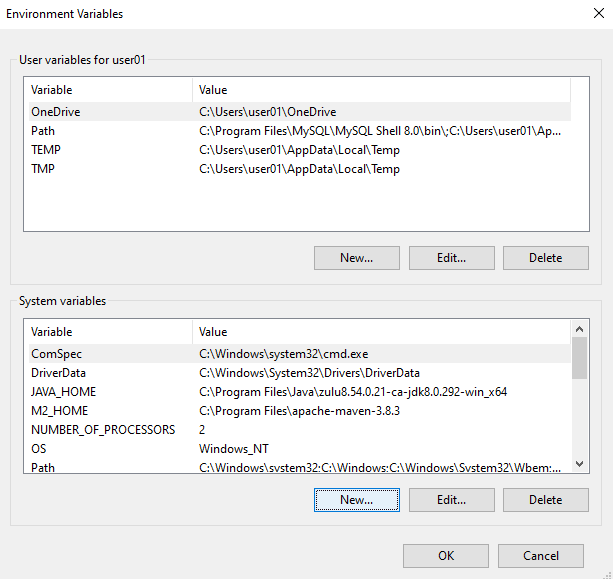 Environment Variables
User variables for user01
Variable Value
OneDrive C:\Users\user01\OneDrive
Path C:\Program Files\MySQL\MySQL Shell 8.0\bin\;C:\Users\user01\Ap...
TEMP C:\Users\user01\AppData\Local\Temp
TMP C:\Users\user01\AppData\Local\Temp
New... Edit... Delete
System variables
Variable Value
ComSpec C:\Windows\system32\cmd.exe
DriverData C:\Windows\System32\Drivers\DriverData
JAVA_HOME C:\Program Files\Java\zulu8.54.0.21-ca-jdk8.0.292-win_x64
M2_HOME C:\Program Files\apache-maven-3.8.3
NUMBER_OF_PROCESSORS 2
OS Windows_NT
Path C:\Windows\system32;C:\Windows;C:\Windows\System32\Wbem;...
New... Edit... Delete
OK Cancel